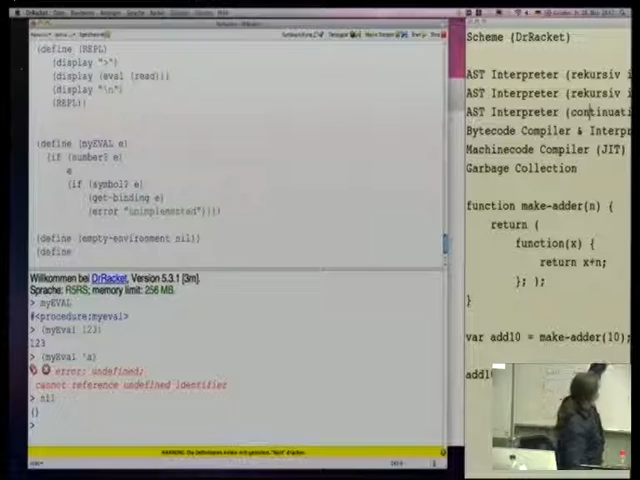 DrRacket
(define (REPL)
(display ">")
(display (eval (read)))
(display "\n")
(REPL))
(define (myEVAL e)
(if (number? e)
e
(if (symbol? e)
(get-binding e)
(error "unimplemented"))))
(define (empty-environment nil))
(define
Willkommen bei DrRacket, Version 5.3.1 [3m].
Sprache: R5RS; memory limit: 256 MB.
> myEVAL
#<procedure:myeval>
> (myEval 123)
123
> (myEval 'a)
error: undefined;
cannot reference undefined identifier
> nil
()
>
Scheme (DrRacket)
AST Interpreter (rekursiv i
AST Interpreter (rekursiv i
AST Interpreter (continuati
Bytecode Compiler & Interpr
Machinecode Compiler (JIT)
Garbage Collection
function make-adder(n) {
return (
function(x) {
return x+n;
}; );
}
var add10 = make-adder(10);
add10